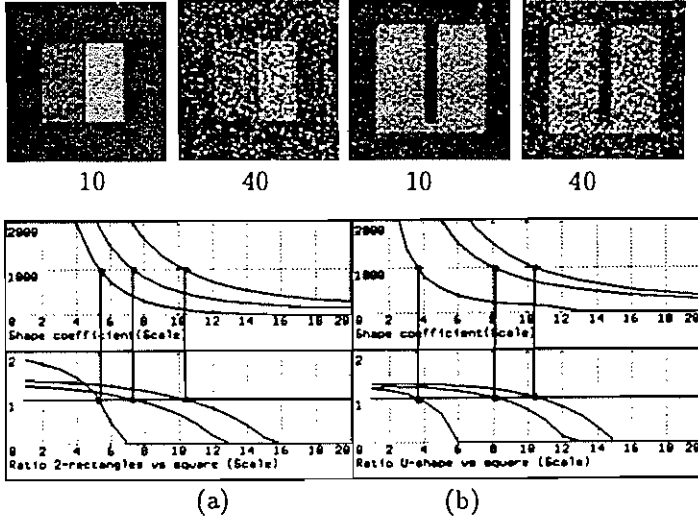 10 40 10 40
2000 2000
1000 1000
0 2 4 6 8 10 12 14 16 18 20 0 2 4 6 8 10 12 14 16 18 20
Shape coefficient(Scale) Shape coefficient(Scale)
2 2
1 1
0 2 4 6 8 10 12 14 16 18 20 0 2 4 6 8 10 12 14 16 18 20
Ratio 2-rectangles vs square (Scale) Ratio U-shape vs square (Scale)
(a) (b)